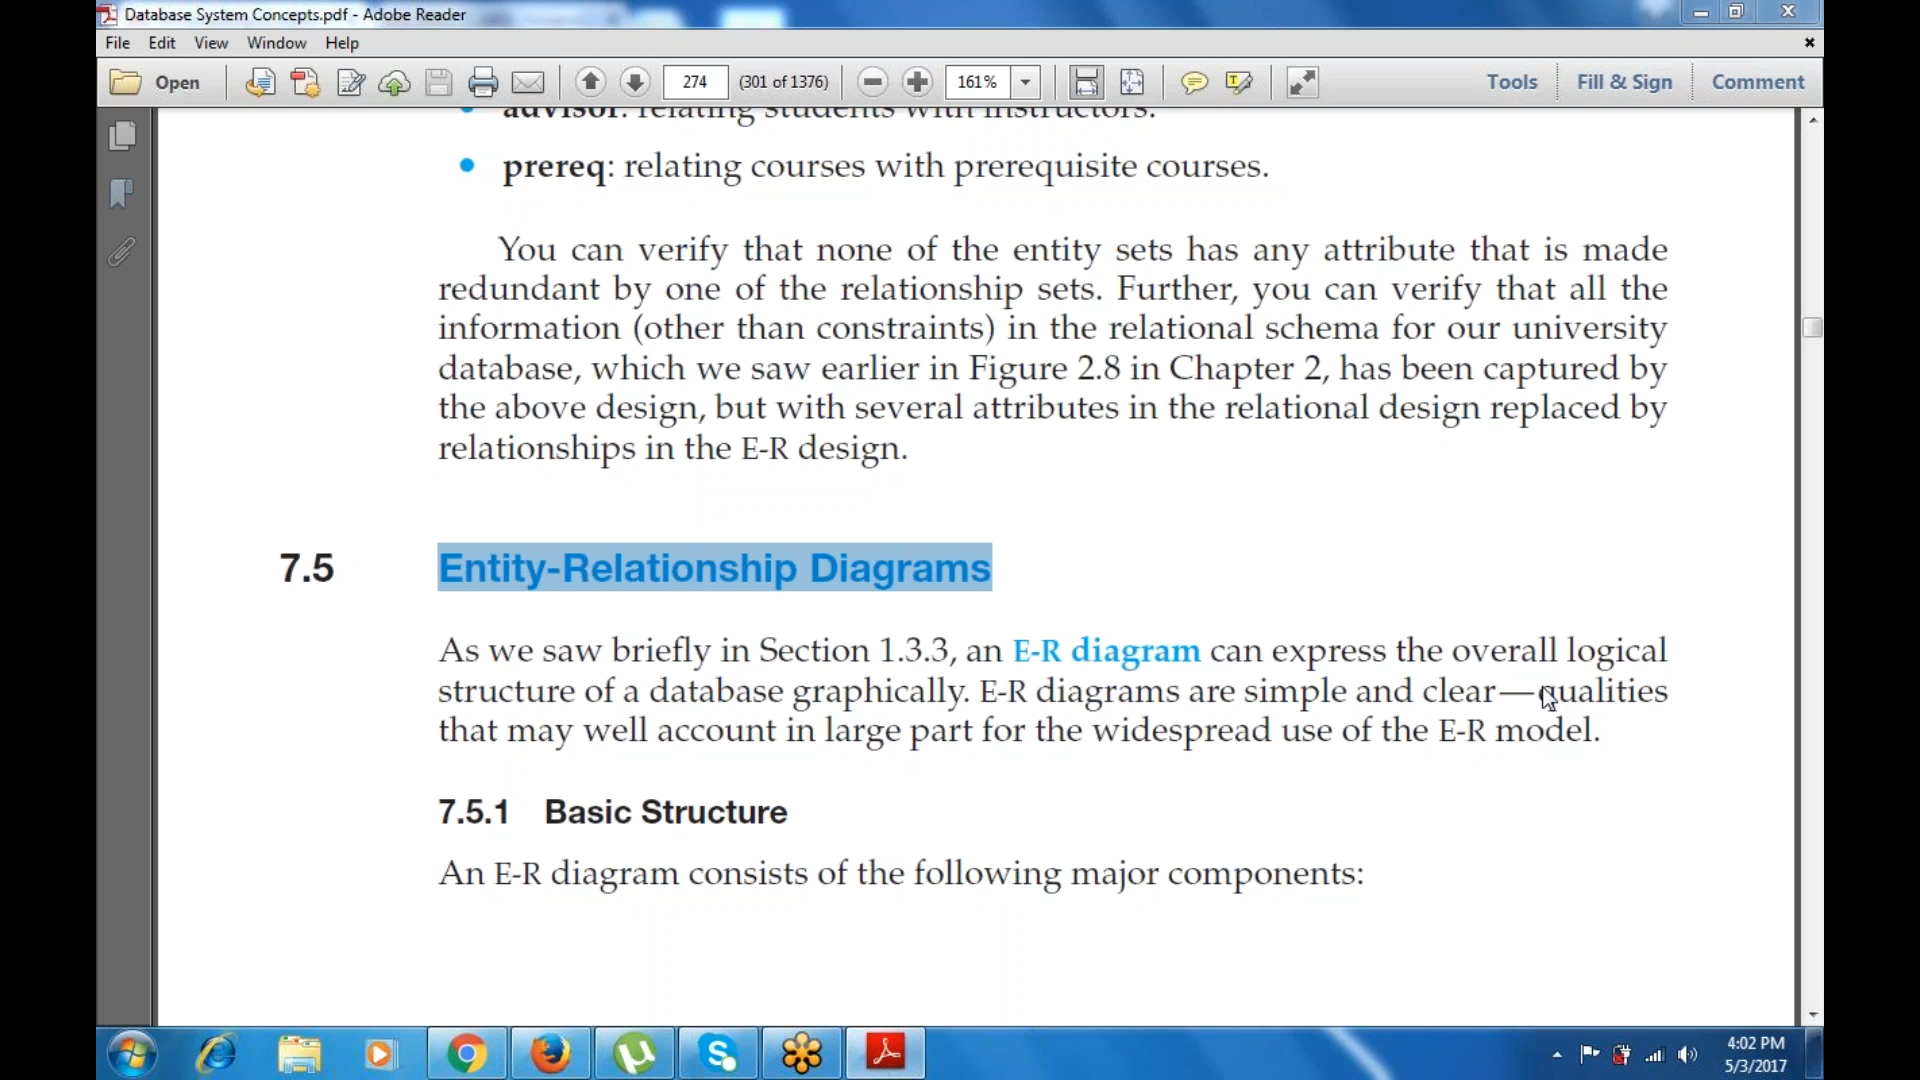 Database System Concepts.pdf - Adobe Reader
File Edit View Window Help
Open 274 (301 of 1376) 161% Tools Fill & Sign Comment
advisor: relating students with instructors.
prereq: relating courses with prerequisite courses.
You can verify that none of the entity sets has any attribute that is made
redundant by one of the relationship sets. Further, you can verify that all the
information (other than constraints) in the relational schema for our university
database, which we saw earlier in Figure 2.8 in Chapter 2, has been captured by
the above design, but with several attributes in the relational design replaced by
relationships in the E-R design.
7.5 Entity-Relationship Diagrams
As we saw briefly in Section 1.3.3, an E-R diagram can express the overall logical
structure of a database graphically. E-R diagrams are simple and clear—qualities
that may well account in large part for the widespread use of the E-R model.
7.5.1 Basic Structure
An E-R diagram consists of the following major components:
4:02 PM
5/3/2017